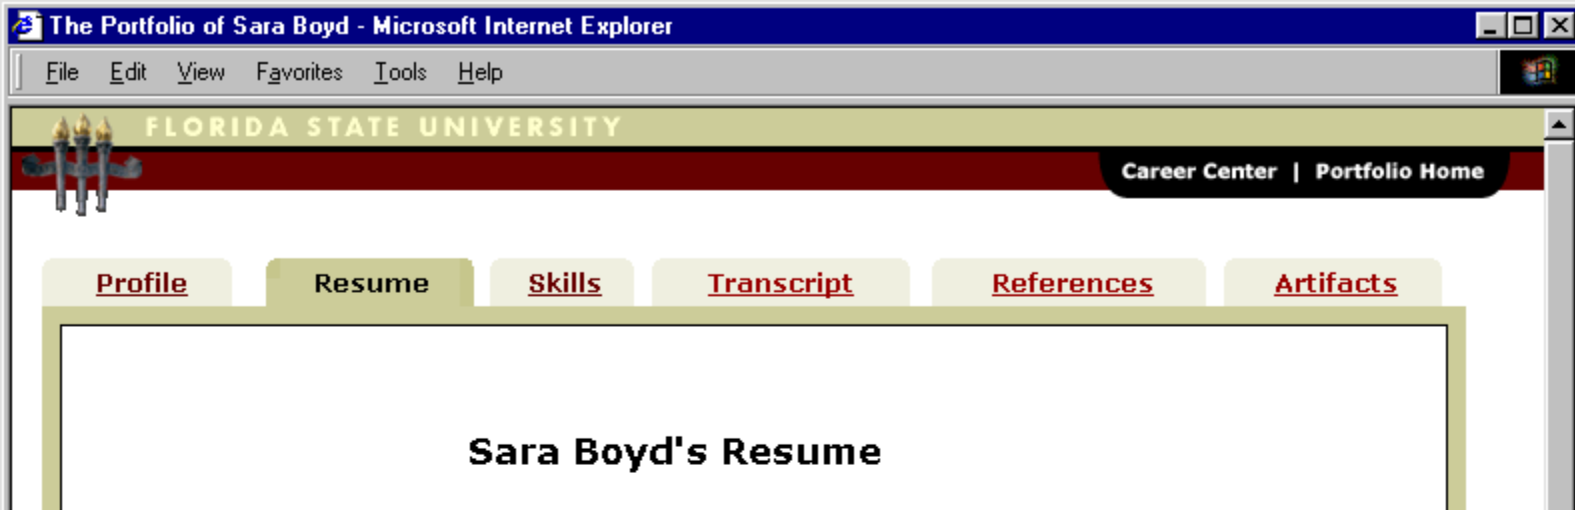 The Portfolio of Sara Boyd - Microsoft Internet Explorer
File Edit View Favorites Tools Help
FLORIDA STATE UNIVERSITY
Career Center | Portfolio Home
Profile Resume Skills Transcript References Artifacts
Sara Boyd's Resume